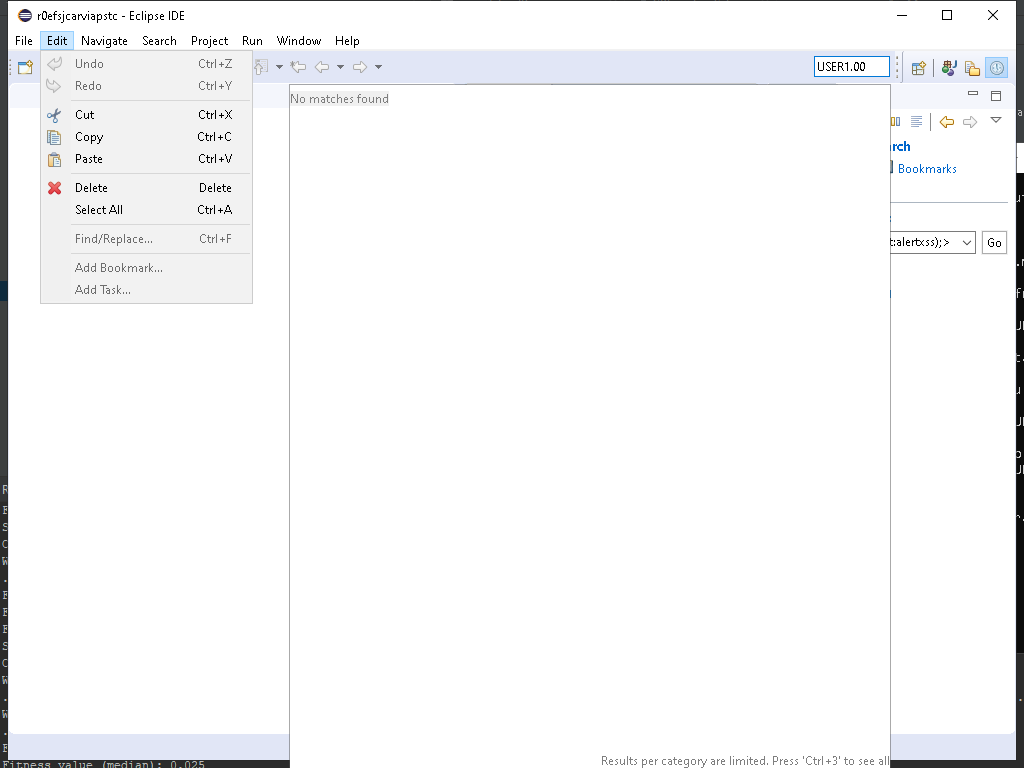 r0efsjcarviapstc - Eclipse IDE
File Edit Navigate Search Project Run Window Help
Undo Ctrl+Z
Redo Ctrl+Y
Cut Ctrl+X
Copy Ctrl+C
Paste Ctrl+V
Delete Delete
Select All Ctrl+A
Find/Replace... Ctrl+F
Add Bookmark...
Add Task...
USER1.00
No matches found
rch
Bookmarks
t:alertxss);> Go
Results per category are limited. Press 'Ctrl+3' to see all
Fitness value (median): 0.025